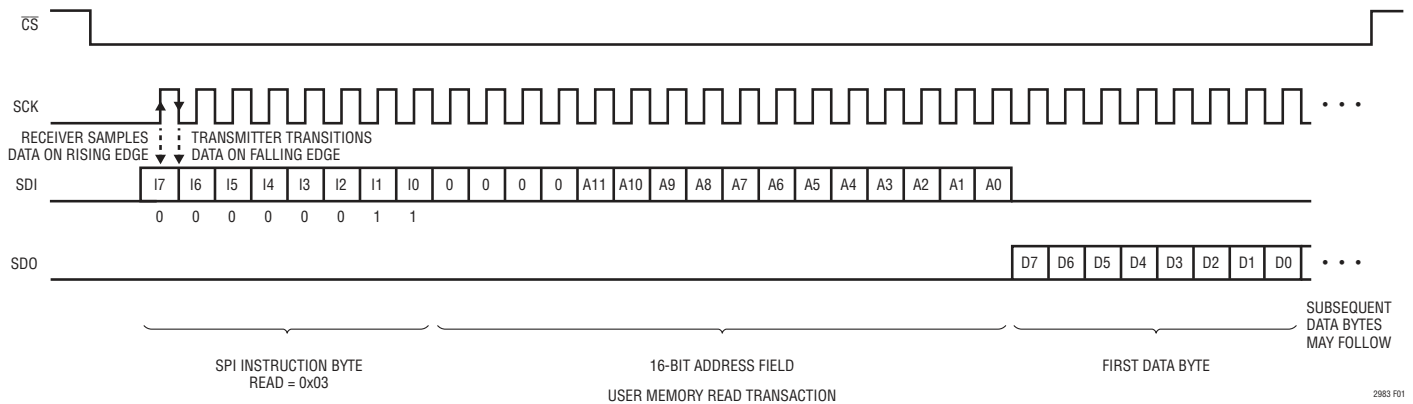 CS
SCK
RECEIVER SAMPLES
DATA ON RISING EDGE
TRANSMITTER TRANSITIONS
DATA ON FALLING EDGE
SDI
I7 I6 I5 I4 I3 I2 I1 I0 0 0 0 0 A11 A10 A9 A8 A7 A6 A5 A4 A3 A2 A1 A0
0 0 0 0 0 0 1 1
SDO
D7 D6 D5 D4 D3 D2 D1 D0
SUBSEQUENT
DATA BYTES
MAY FOLLOW
SPI INSTRUCTION BYTE
READ = 0x03
16-BIT ADDRESS FIELD
FIRST DATA BYTE
USER MEMORY READ TRANSACTION
2983 F01